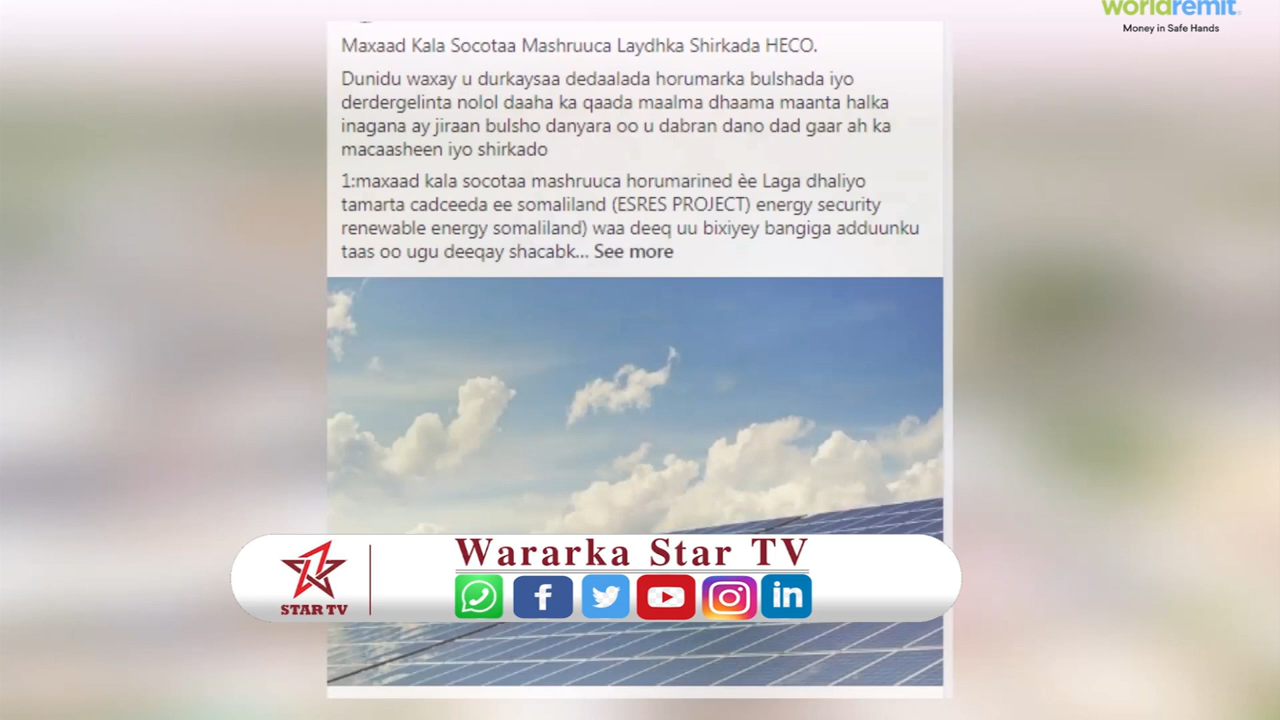 worldremit
Money in Safe Hands
Maxaad Kala Socotaa Mashruuca Laydhka Shirkada HECO.
Dunidu waxay u durkaysaa dedaalada horumarka bulshada iyo
derdergelinta nolol daaha ka qaada maalma dhaama maanta halka
inagana ay jiraan bulsho danyara oo u dabran dano dad gaar ah ka
macaasheen iyo shirkado
1:maxaad kala socotaa mashruuca horumarined èe Laga dhaliyo
tamarta cadceeda ee somaliland (ESRES PROJECT) energy security
renewable energy somaliland) waa deeq uu bixiyey bangiga adduunku
taas oo ugu deeqay shacabk... See more
Wararka Star TV
STAR TV